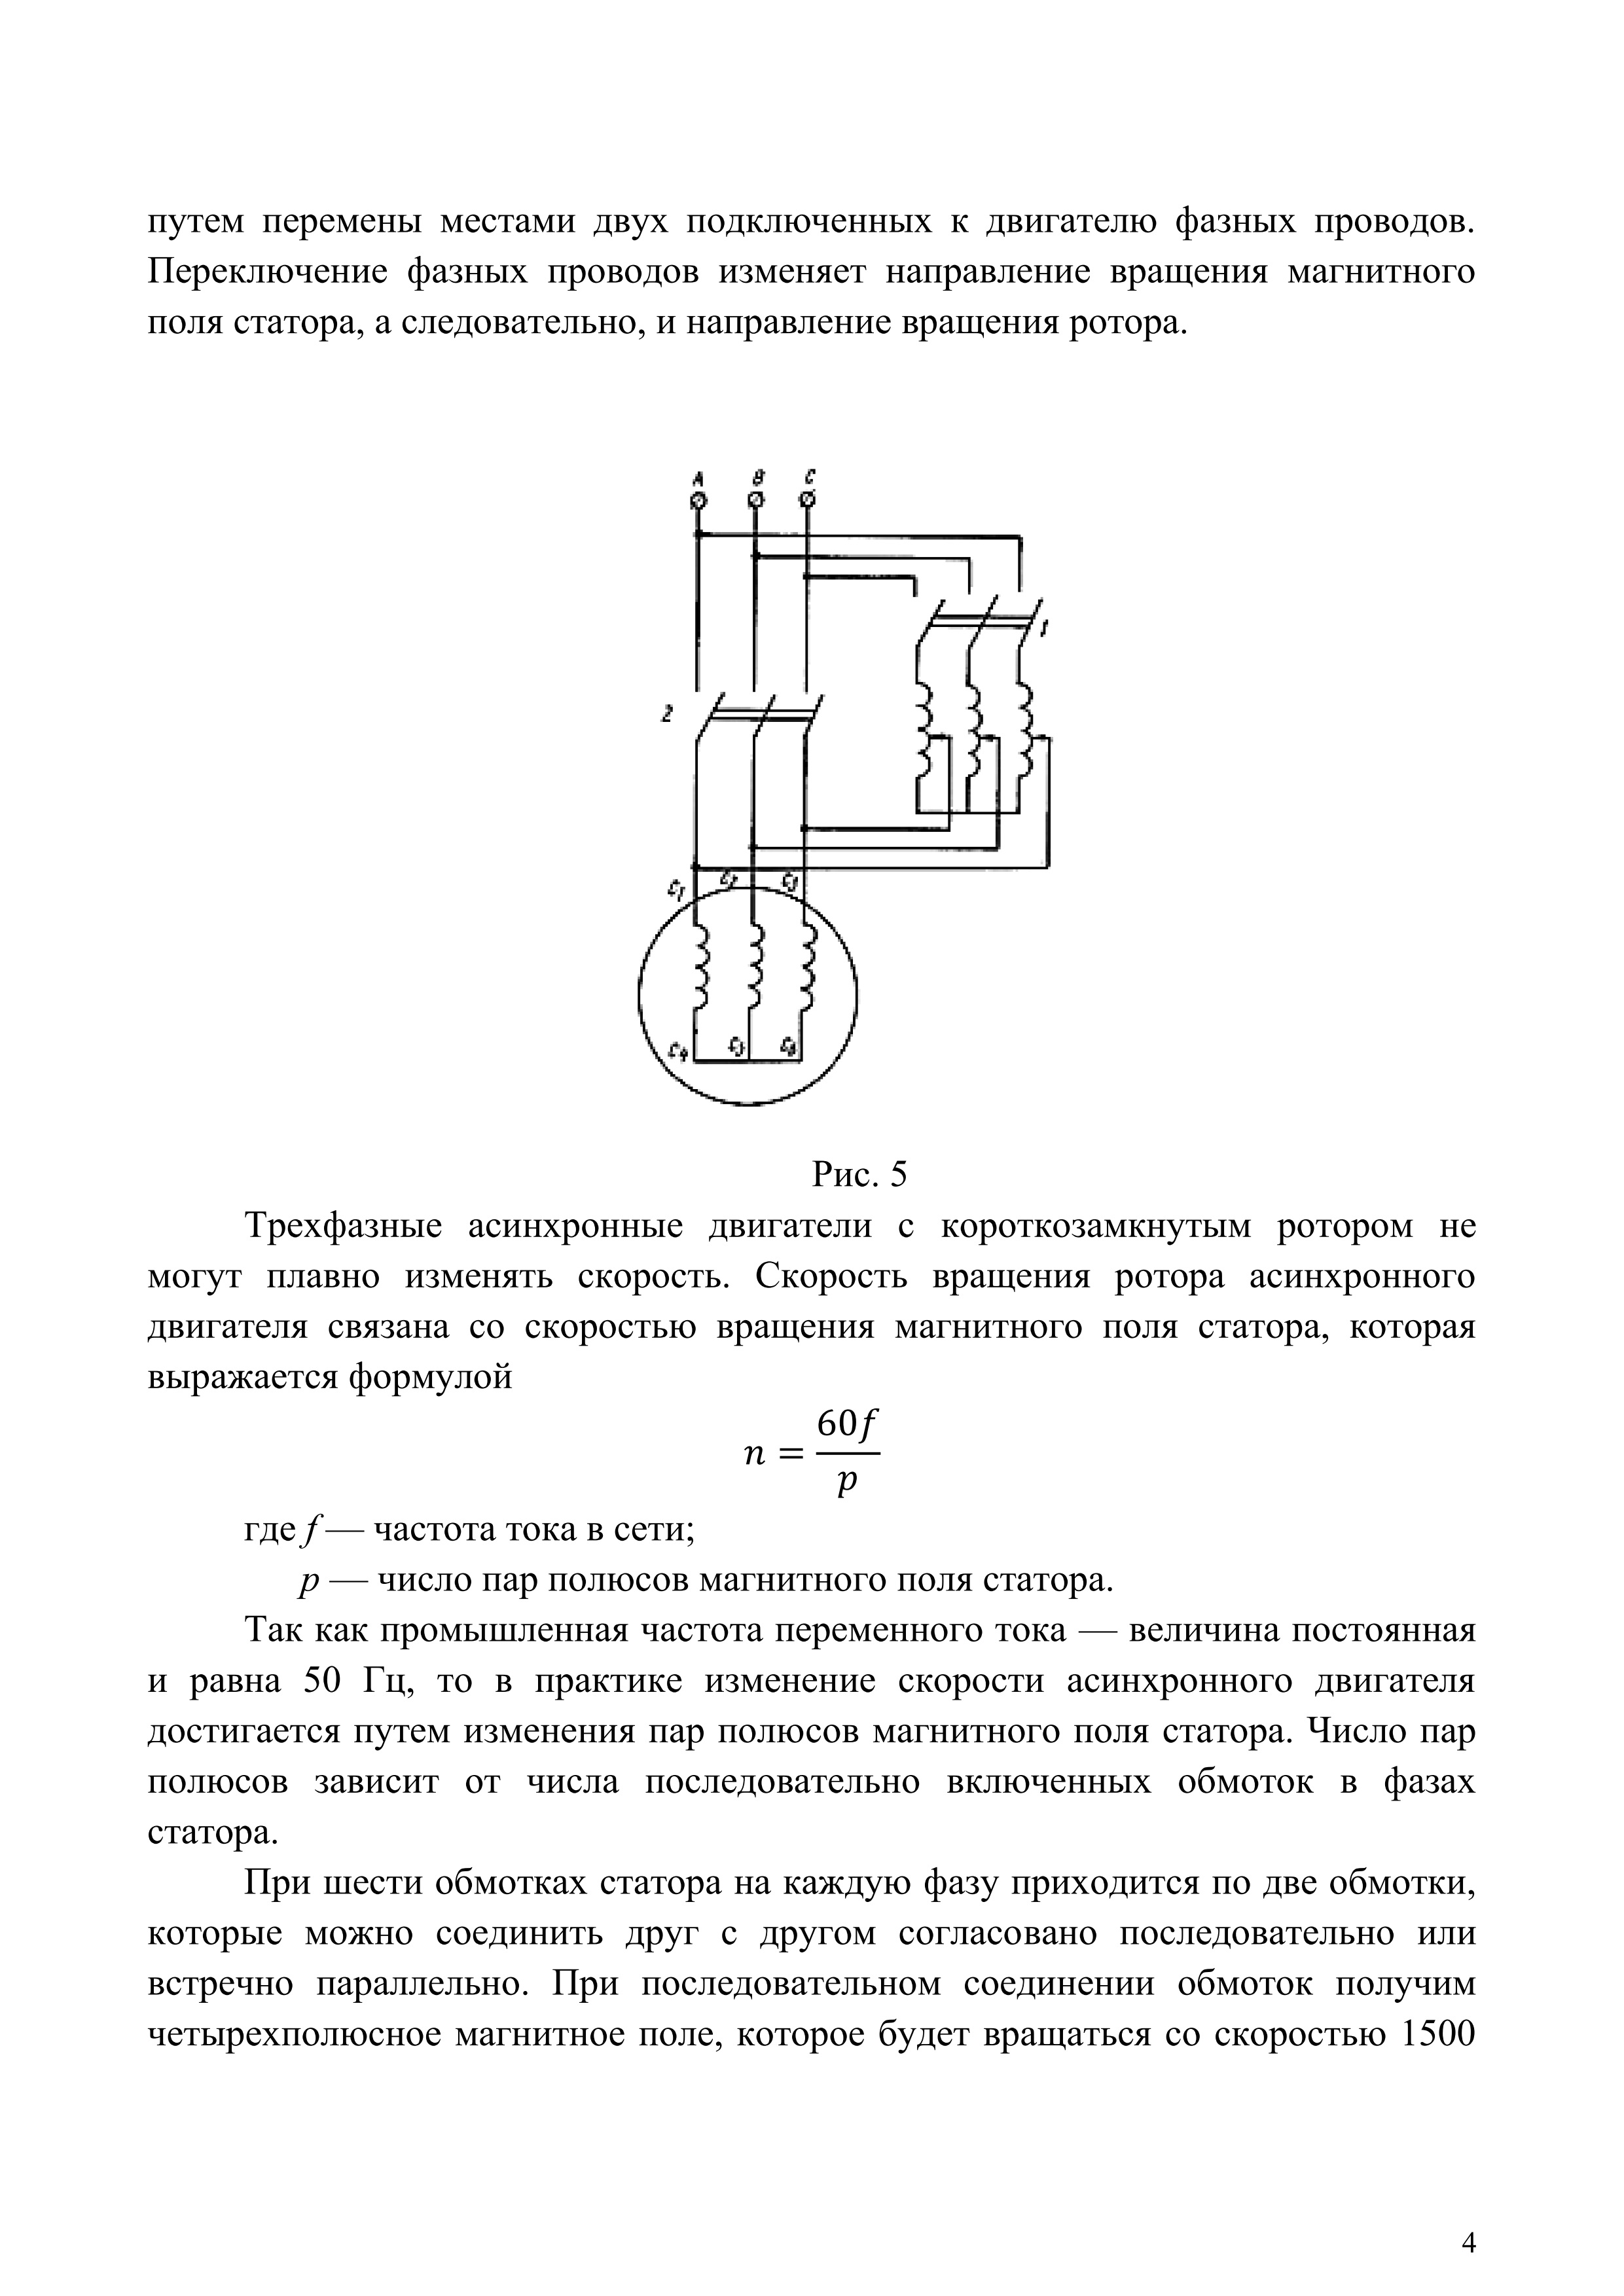 путем перемены местами двух подключенных к двигателю фазных проводов.
Переключение фазных проводов изменяет направление вращения магнитного
поля статора, а следовательно, и направление вращения ротора.
A B C
1
2
C1 C2 C3
C4 C5 C6
Рис. 5
Трехфазные асинхронные двигатели с короткозамкнутым ротором не
могут плавно изменять скорость. Скорость вращения ротора асинхронного
двигателя связана со скоростью вращения магнитного поля статора, которая
выражается формулой
n = 60f / p
где f — частота тока в сети;
p — число пар полюсов магнитного поля статора.
Так как промышленная частота переменного тока — величина постоянная
и равна 50 Гц, то в практике изменение скорости асинхронного двигателя
достигается путем изменения пар полюсов магнитного поля статора. Число пар
полюсов зависит от числа последовательно включенных обмоток в фазах
статора.
При шести обмотках статора на каждую фазу приходится по две обмотки,
которые можно соединить друг с другом согласовано последовательно или
встречно параллельно. При последовательном соединении обмоток получим
четырехполюсное магнитное поле, которое будет вращаться со скоростью 1500
4